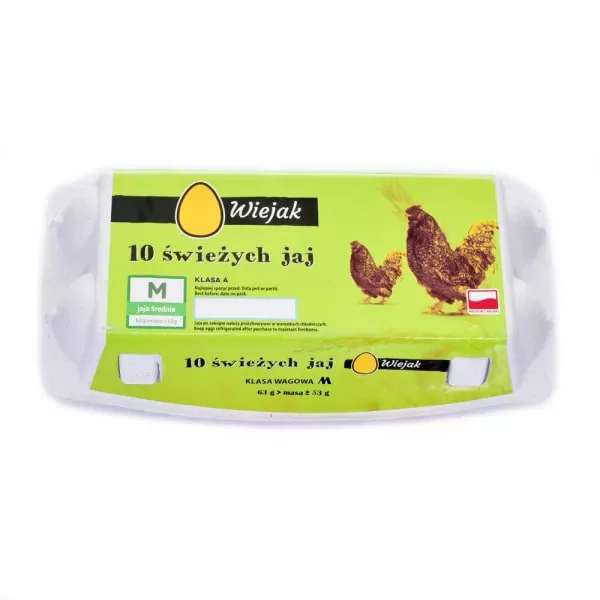 Wiejak
10 świeżych jaj
KLASA A
M
jaja średnie
Najlepiej spożyć przed: data jest w partii.
Best before: date on pack.
Jaja po zakupie należy przechowywać w warunkach chłodniczych.
Keep eggs refrigerated after purchase to maintain freshness.
10 świeżych jaj
Wiejak
KLASA WAGOWA M
63 g > masa ≥ 53 g